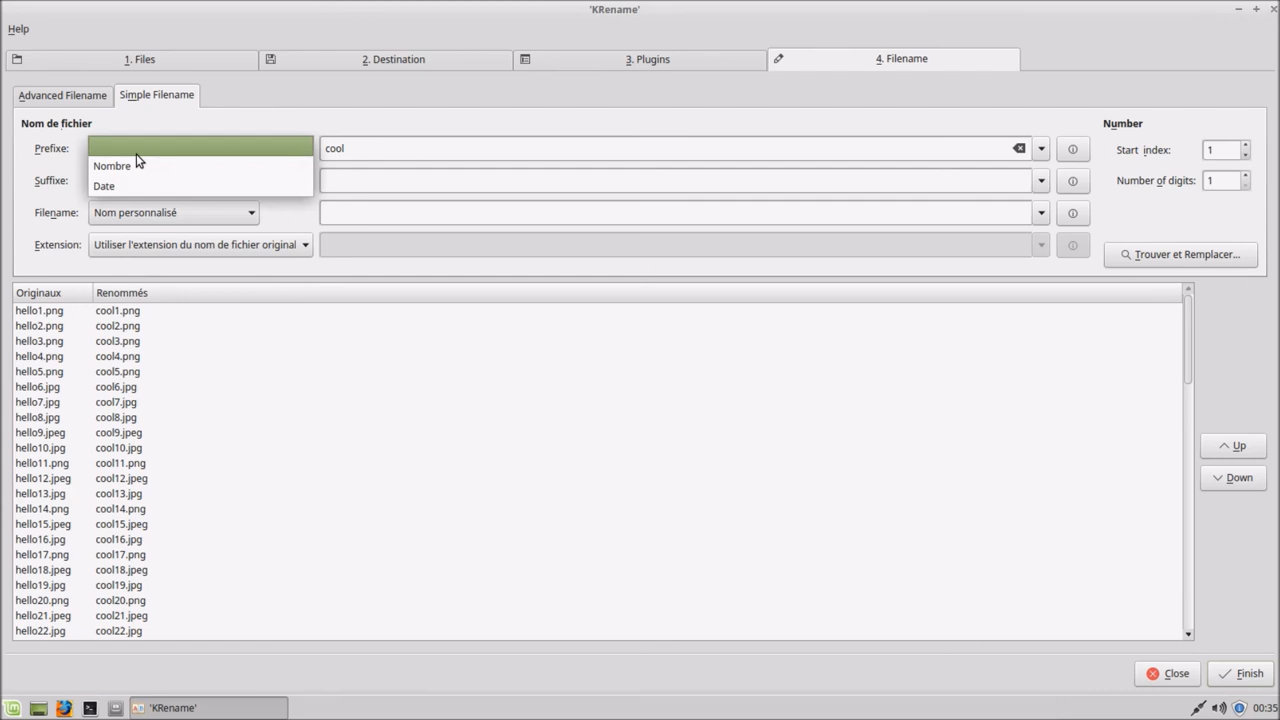 'KRename'
Help
1. Files
2. Destination
3. Plugins
4. Filename
Advanced Filename
Simple Filename
Nom de fichier
Number
Prefixe:
cool
Start index:
1
Nombre
Date
Suffixe:
Number of digits:
1
Filename:
Nom personnalisé
Extension:
Utiliser l'extension du nom de fichier original
Trouver et Remplacer...
Originaux Renommés
hello1.png cool1.png
hello2.png cool2.png
hello3.png cool3.png
hello4.png cool4.png
hello5.png cool5.png
hello6.jpg cool6.jpg
hello7.jpg cool7.jpg
hello8.jpg cool8.jpg
hello9.jpeg cool9.jpeg
hello10.jpg cool10.jpg
hello11.png cool11.png
hello12.jpeg cool12.jpeg
hello13.jpg cool13.jpg
hello14.png cool14.png
hello15.jpeg cool15.jpeg
hello16.jpg cool16.jpg
hello17.png cool17.png
hello18.jpeg cool18.jpeg
hello19.jpg cool19.jpg
hello20.png cool20.png
hello21.jpeg cool21.jpeg
hello22.jpg cool22.jpg
Up
Down
Close
Finish
'KRename'
00:35